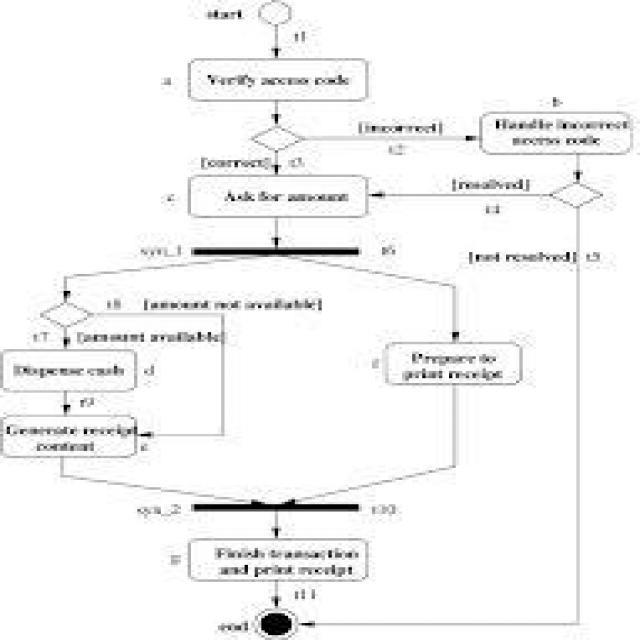 start
t1
a
Verify access code
b
Handle incorrect
access code
[incorrect]
t2
[correct] t3
c
Ask for amount
[resolved]
t4
syn_1
t6
[not resolved] t5
t8 [amount not available]
t7 [amount available]
Dispense cash
d
Prepare to
print receipt
t9
Generate receipt
content
e
syn_2
t10
Finish transaction
and print receipt
t11
end